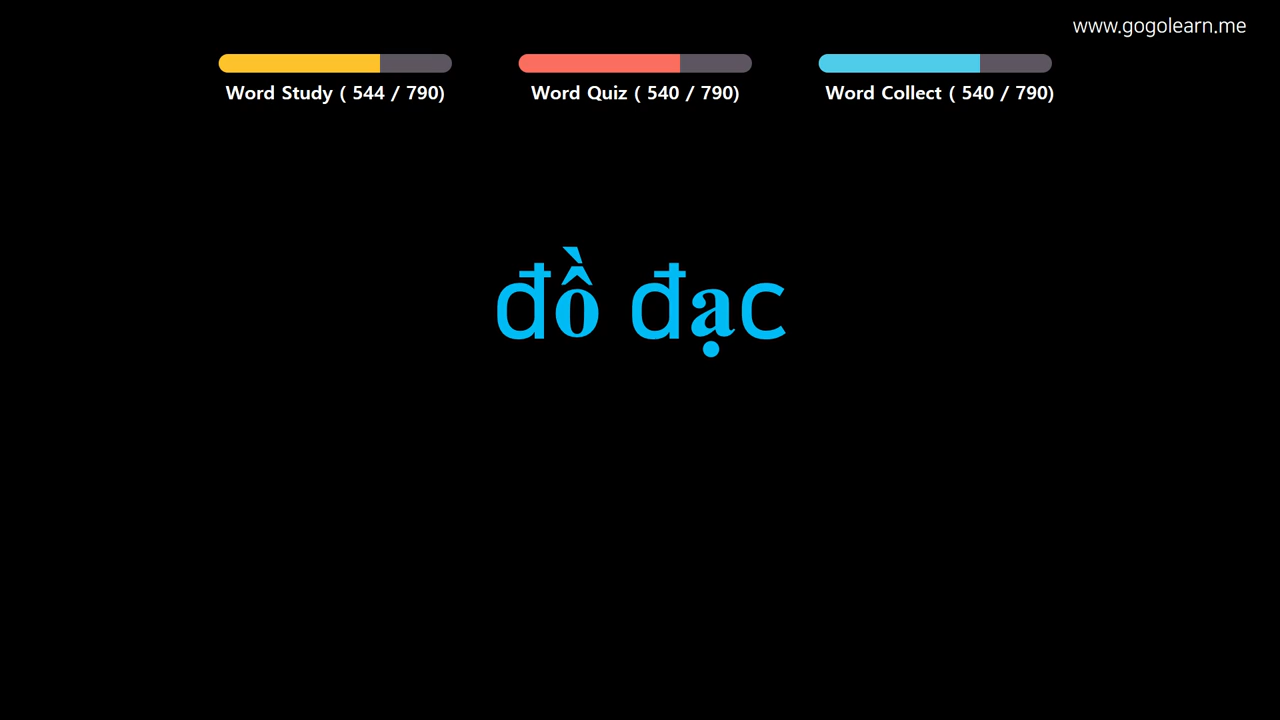 www.gogolearn.me
Word Study ( 544 / 790)
Word Quiz ( 540 / 790)
Word Collect ( 540 / 790)
đồ đạc